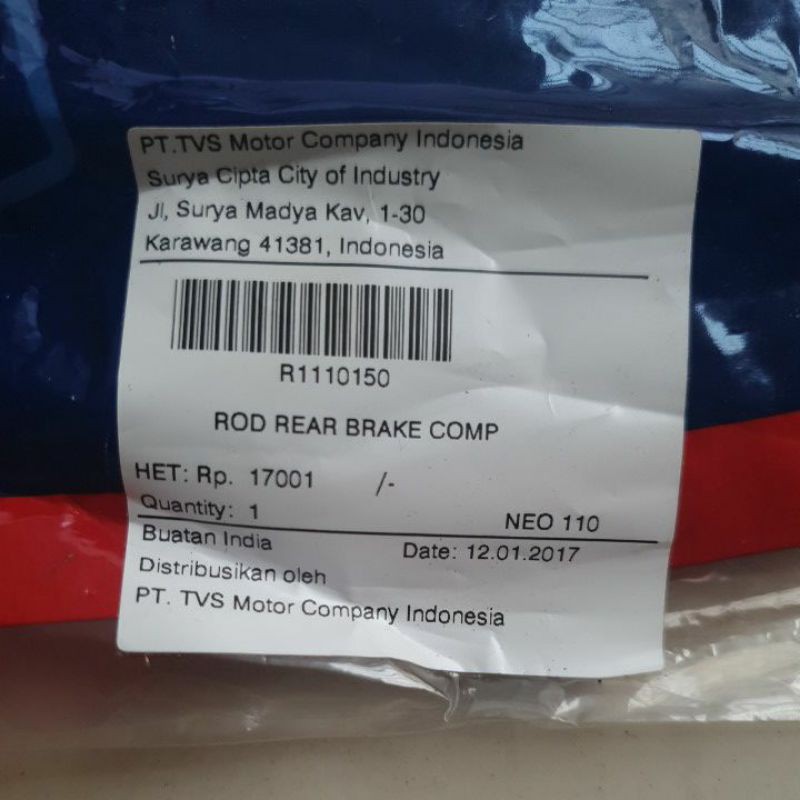 PT.TVS Motor Company Indonesia
Surya Cipta City of Industry
Jl, Surya Madya Kav, 1-30
Karawang 41381, Indonesia
R1110150
ROD REAR BRAKE COMP
HET: Rp. 17001 /-
Quantity: 1 NEO 110
Buatan India Date: 12.01.2017
Distribusikan oleh
PT. TVS Motor Company Indonesia